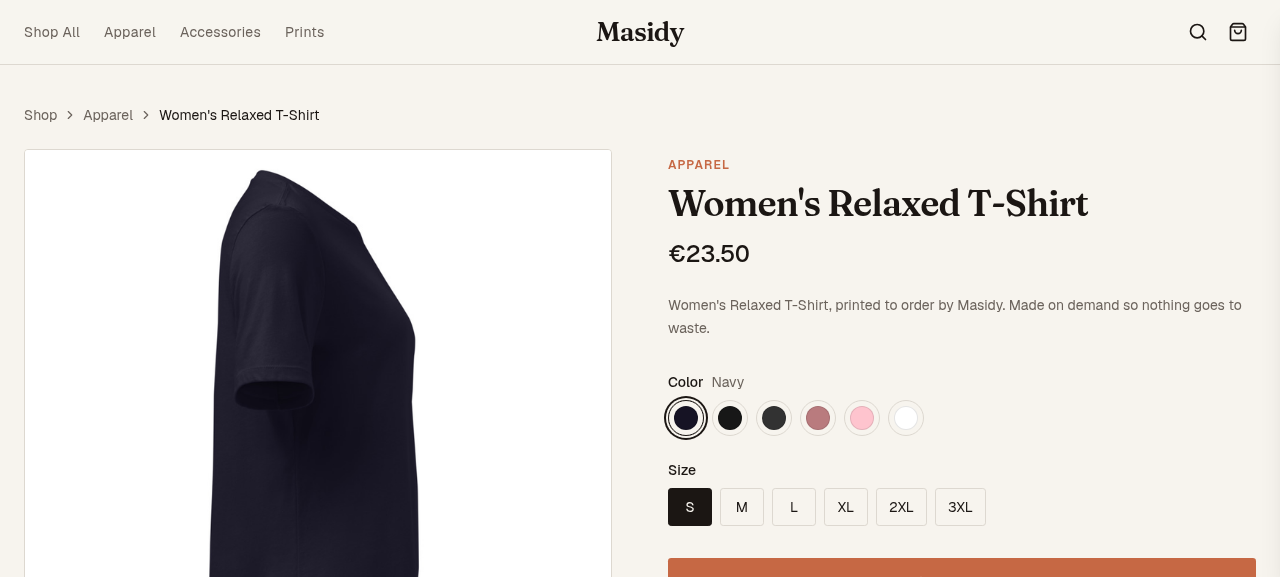 Shop All
Apparel
Accessories
Prints
Masidy
Shop
Apparel
Women's Relaxed T-Shirt
APPAREL
Women's Relaxed T-Shirt
€23.50
Women's Relaxed T-Shirt, printed to order by Masidy. Made on demand so nothing goes to
waste.
Color Navy
Size
S
M
L
XL
2XL
3XL